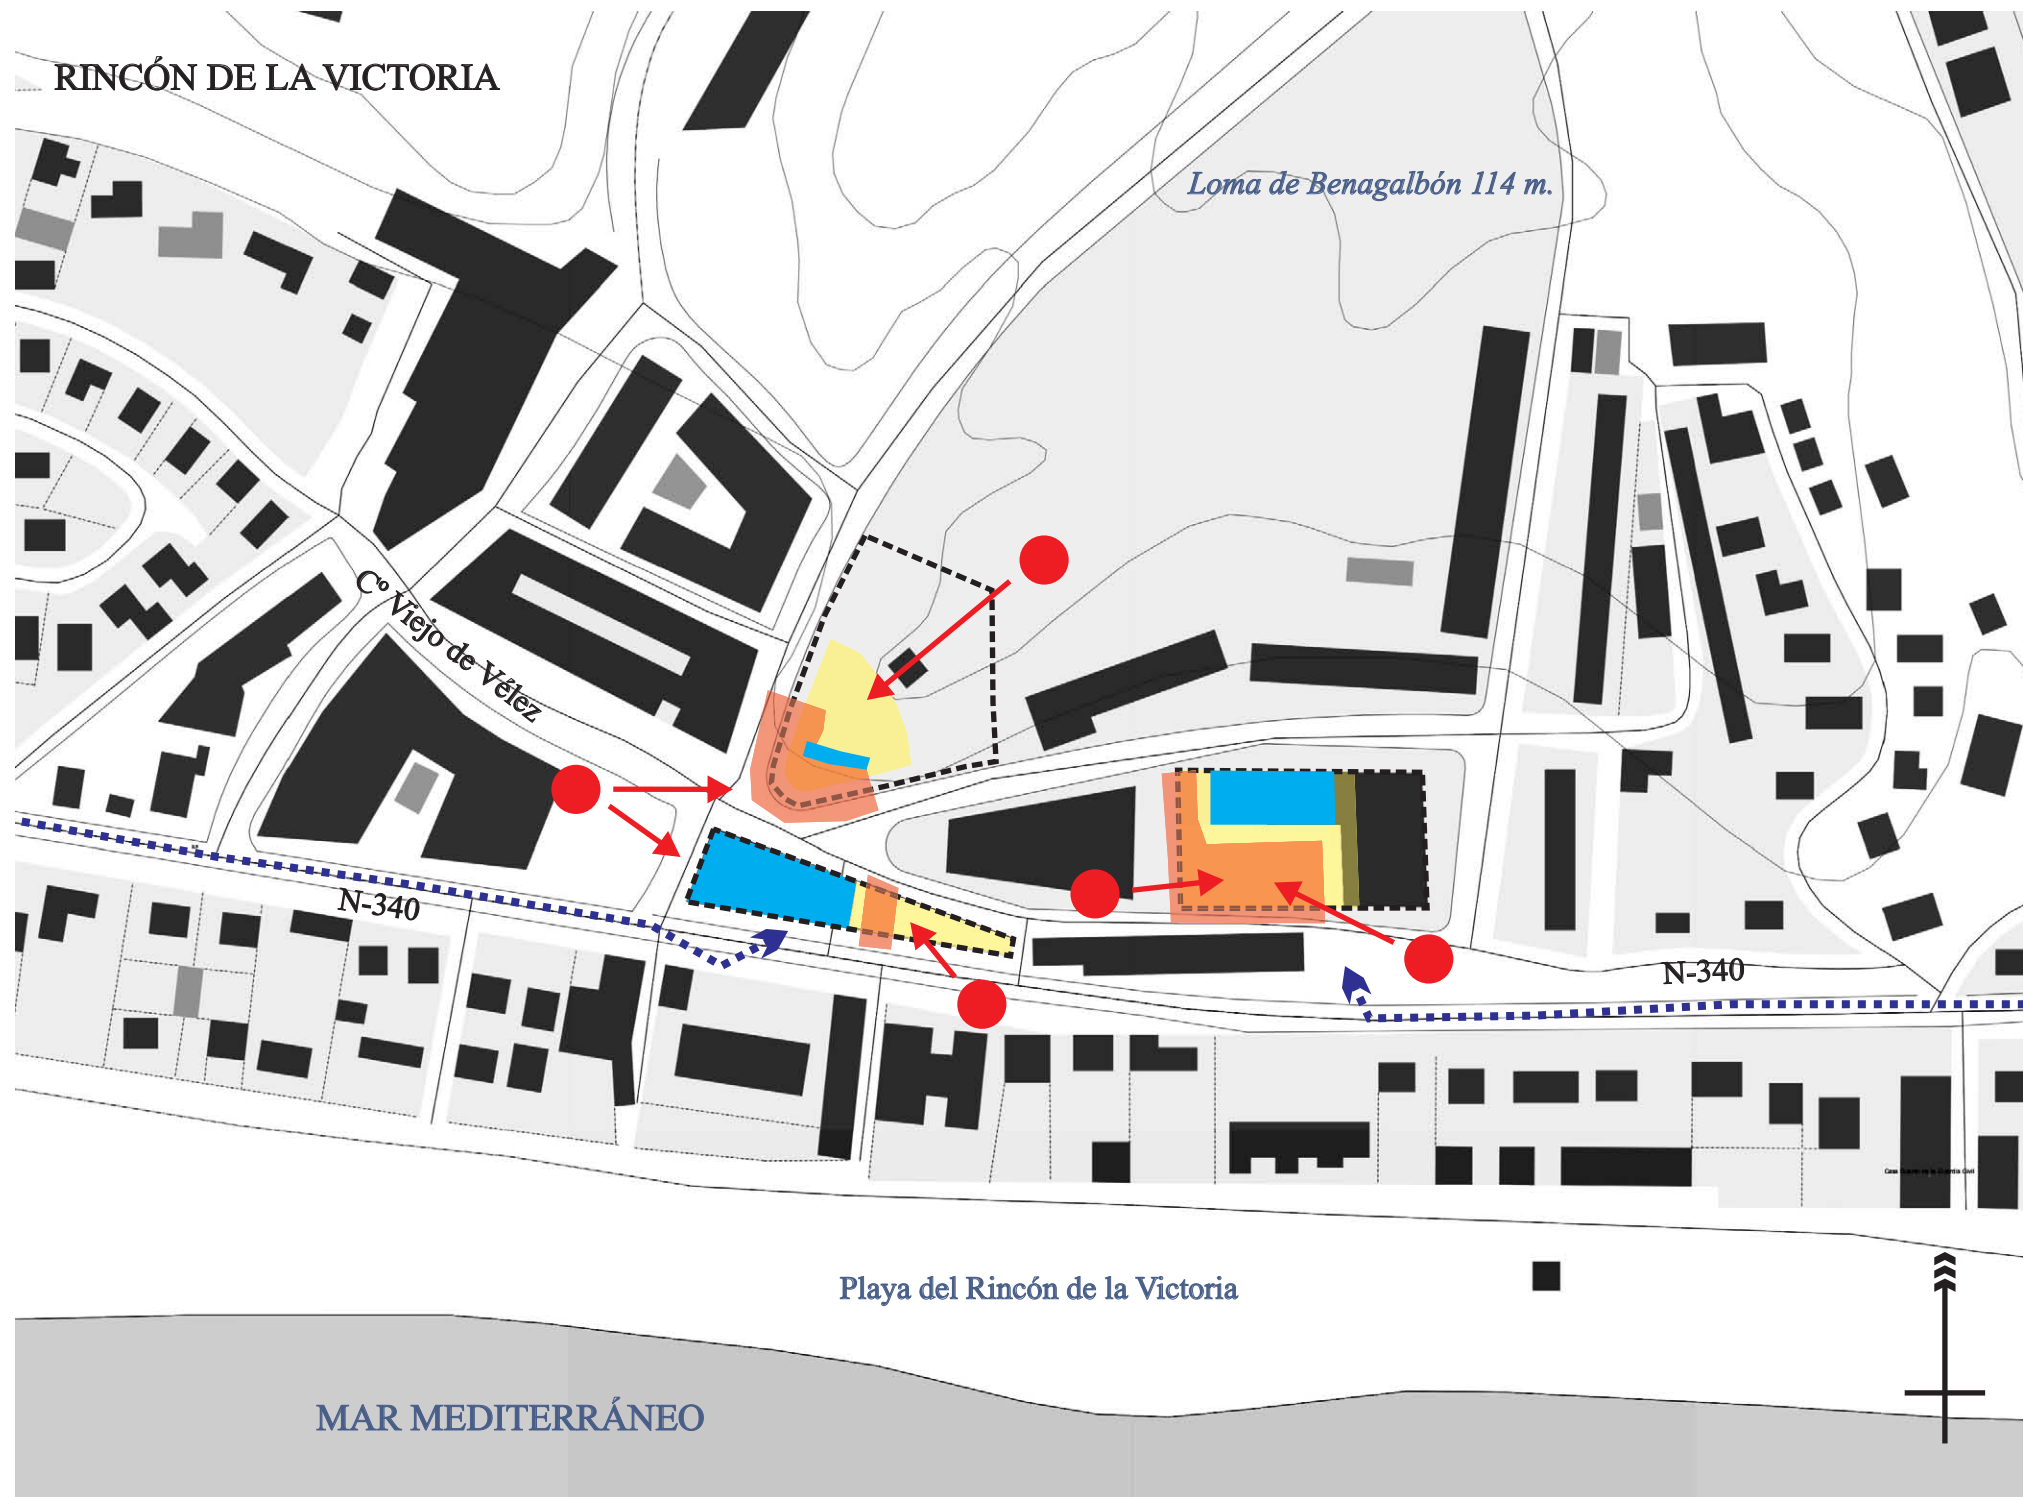 RINCÓN DE LA VICTORIA
Loma de Benagalbón 114 m.
Cº Viejo de Vélez
N-340
N-340
Playa del Rincón de la Victoria
MAR MEDITERRÁNEO